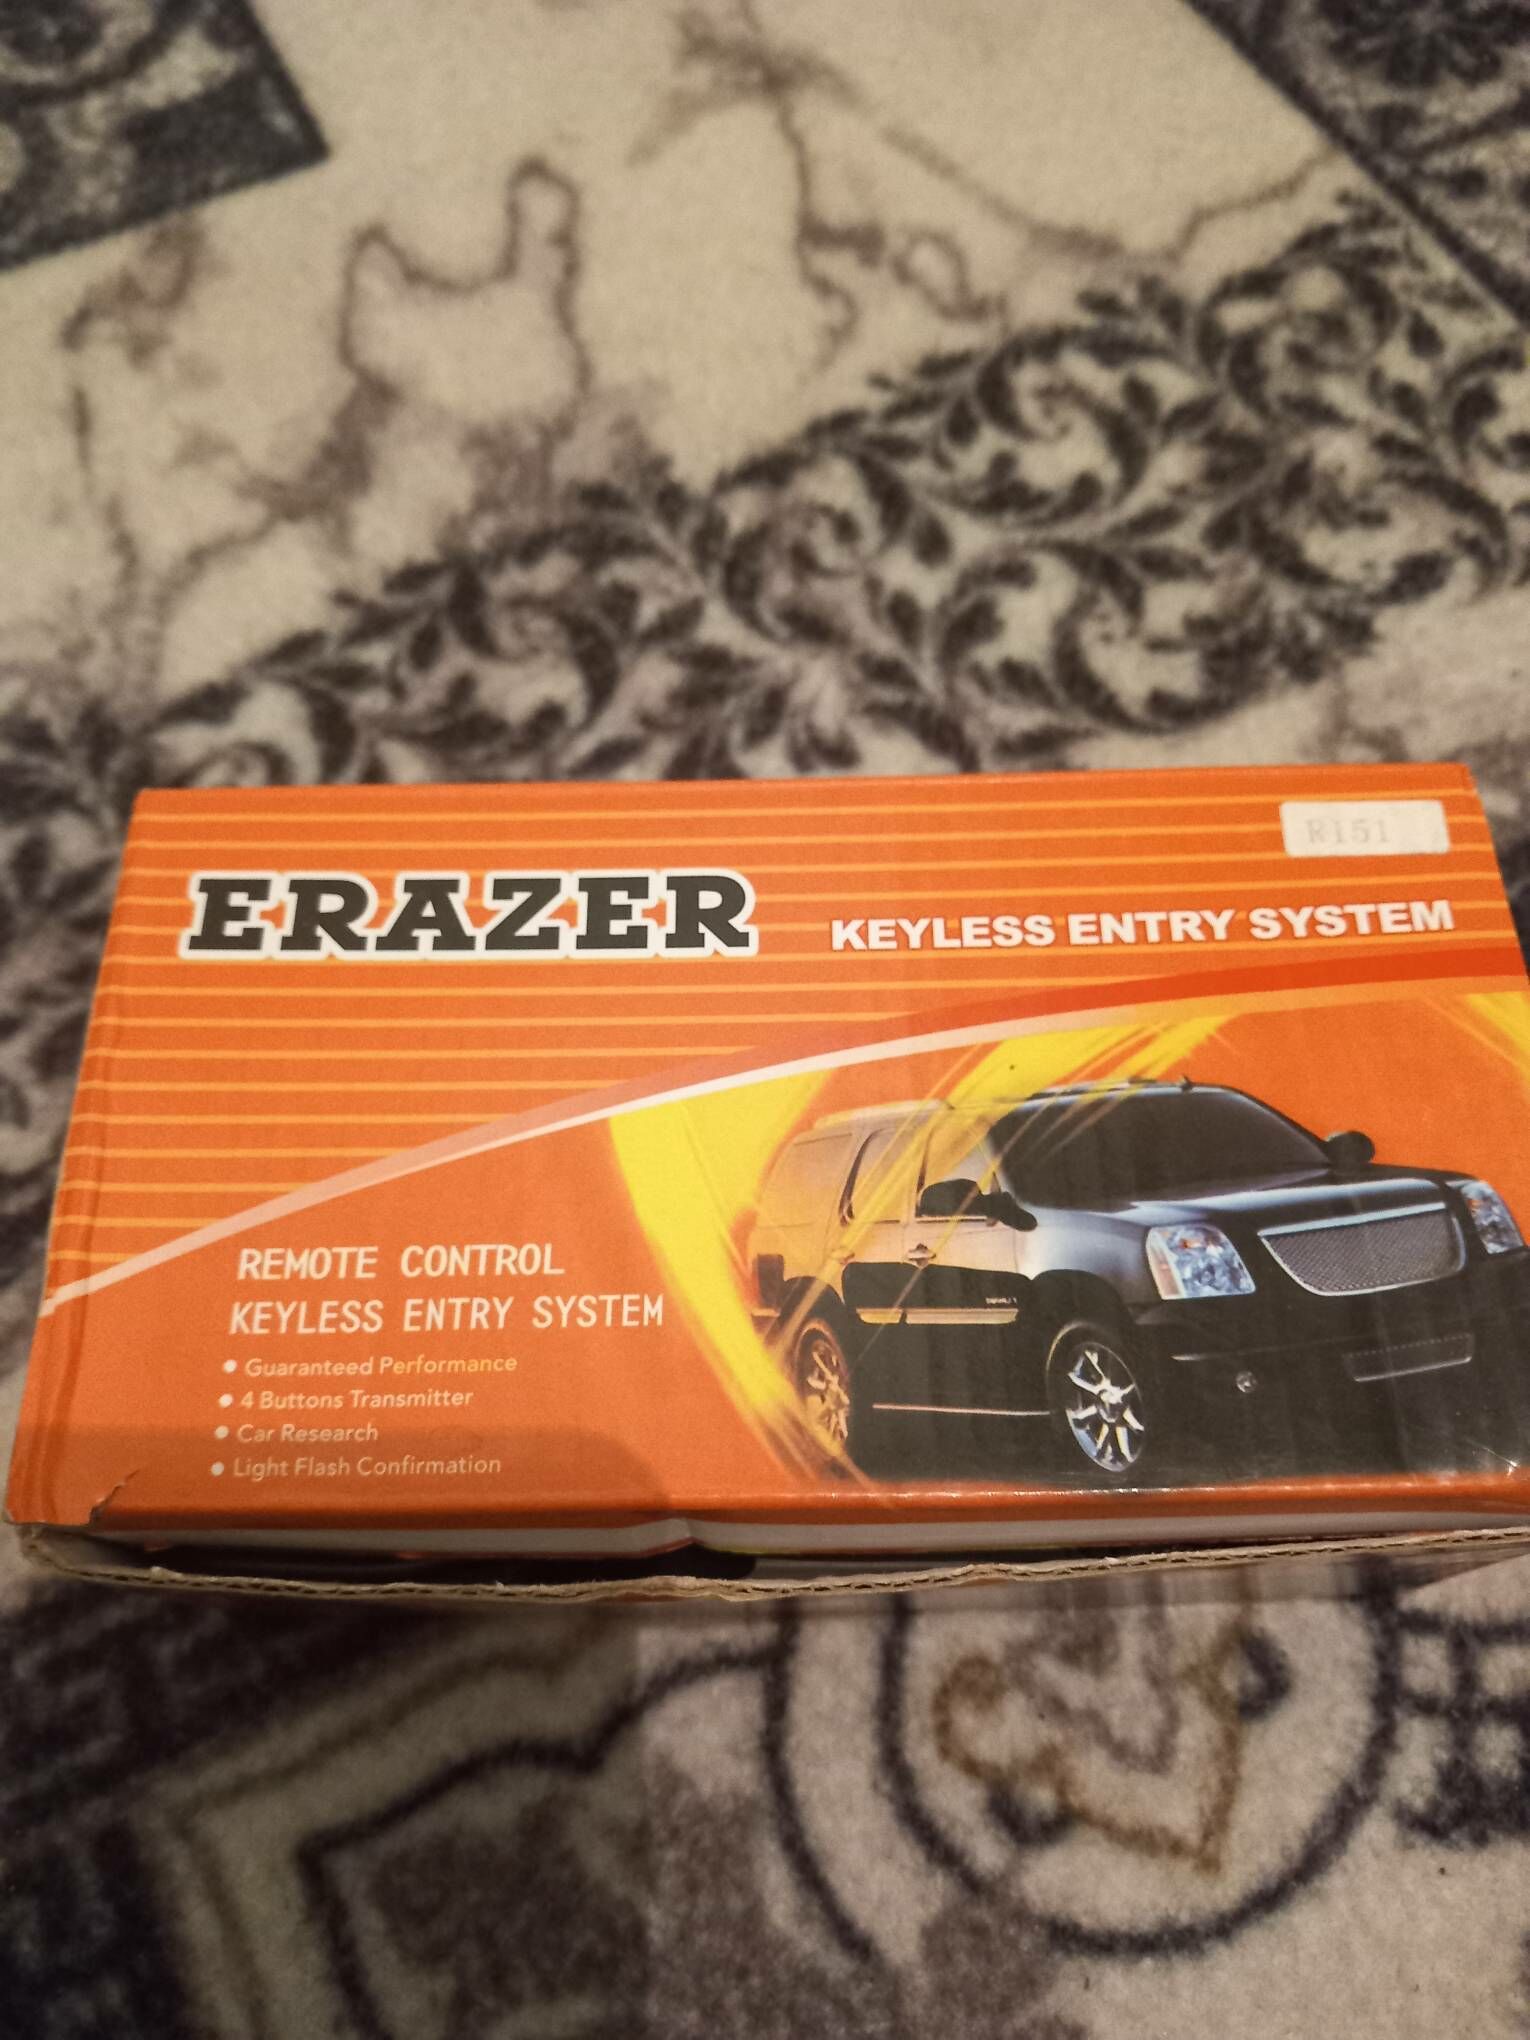 RI51
ERAZER KEYLESS ENTRY SYSTEM
REMOTE CONTROL
KEYLESS ENTRY SYSTEM
• Guaranteed Performance
• 4 Buttons Transmitter
• Car Research
• Light Flash Confirmation